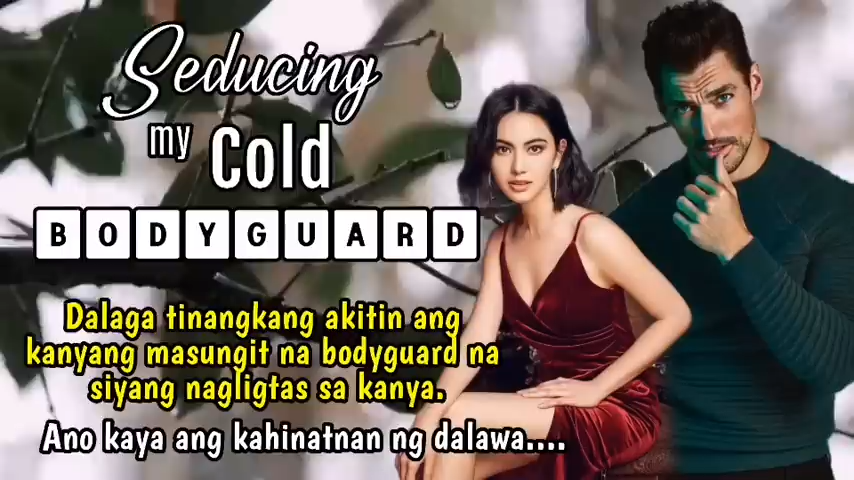 Seducing
my Cold
BODYGUARD
Dalaga tinangkang akitin ang
kanyang masungit na bodyguard na
siyang nagligtas sa kanya.
Ano kaya ang kahinatnan ng dalawa....